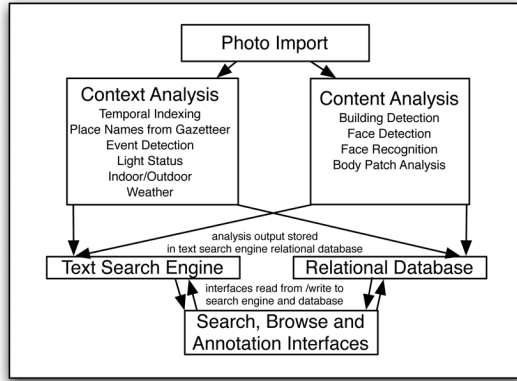 Photo Import
Context Analysis
Temporal Indexing
Place Names from Gazetteer
Event Detection
Light Status
Indoor/Outdoor
Weather
Content Analysis
Building Detection
Face Detection
Face Recognition
Body Patch Analysis
analysis output stored
in text search engine relational database
Text Search Engine
Relational Database
interfaces read from /write to
search engine and database
Search, Browse and
Annotation Interfaces